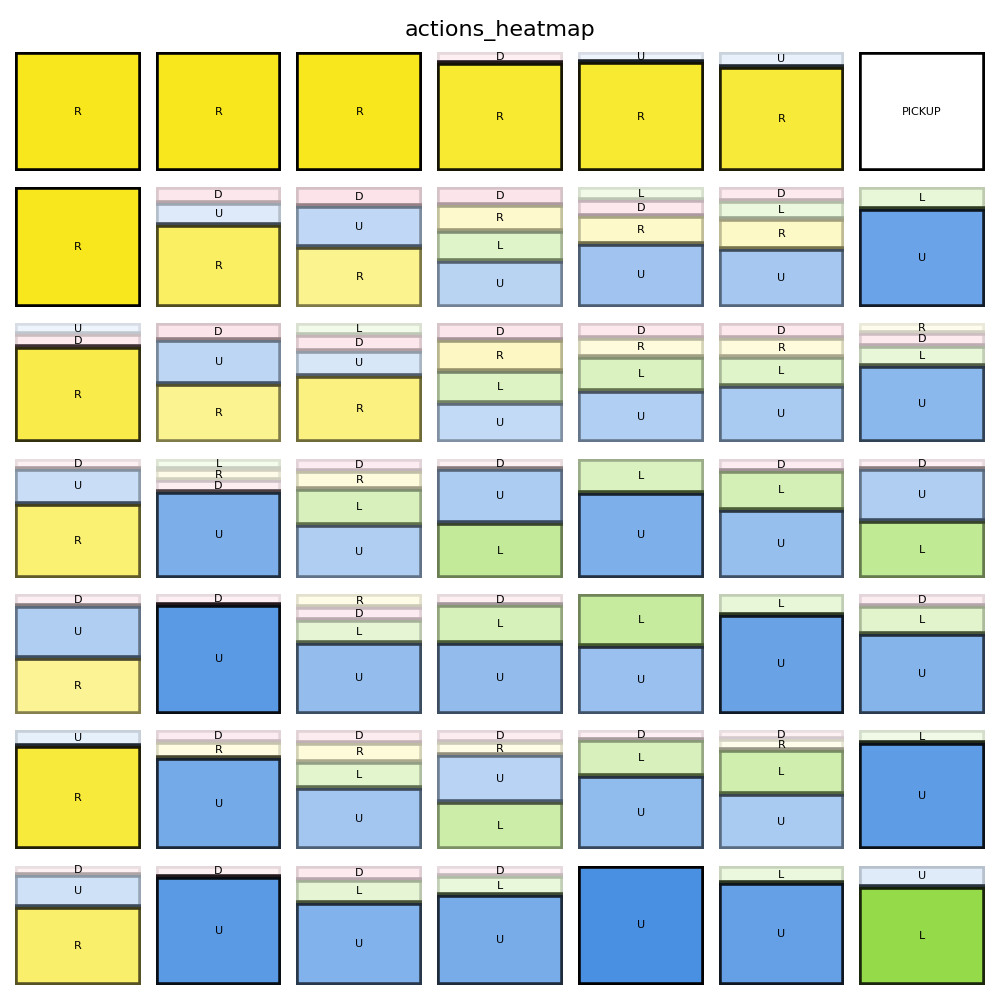 actions_heatmap
R R R D U U PICKUP
R R R
R D D D L D L
U U R D L
R L R R
R R U U U U
U D L D D D R
D U D R R R D
U L L L L
R R R U U U U
D L D D L D D
U R R U L U
D L
R U U L U U L
D D R D L L D
U D L L
U L
R U U U U U
U D D D D D L
R R R L R
L U L
R U U L U U U
D D D D U L U
U L L
R U U U U L